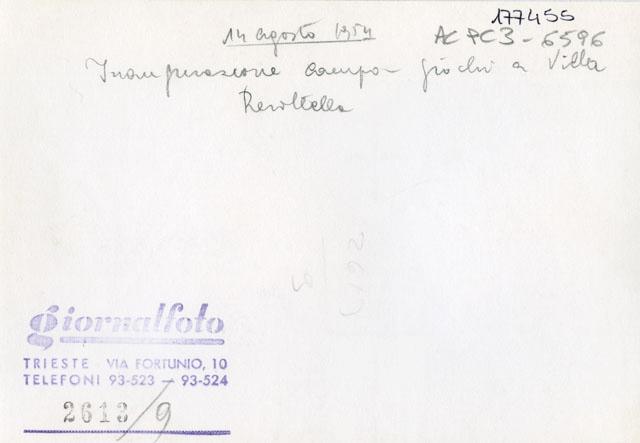 177455
14 agosto 1954
AC PC3-6596
Inaugurazione campo giochi a Villa
Revoltella
giornalfoto
TRIESTE - VIA FORTUNIO, 10
TELEFONI 93-523 — 93-524
2613/9